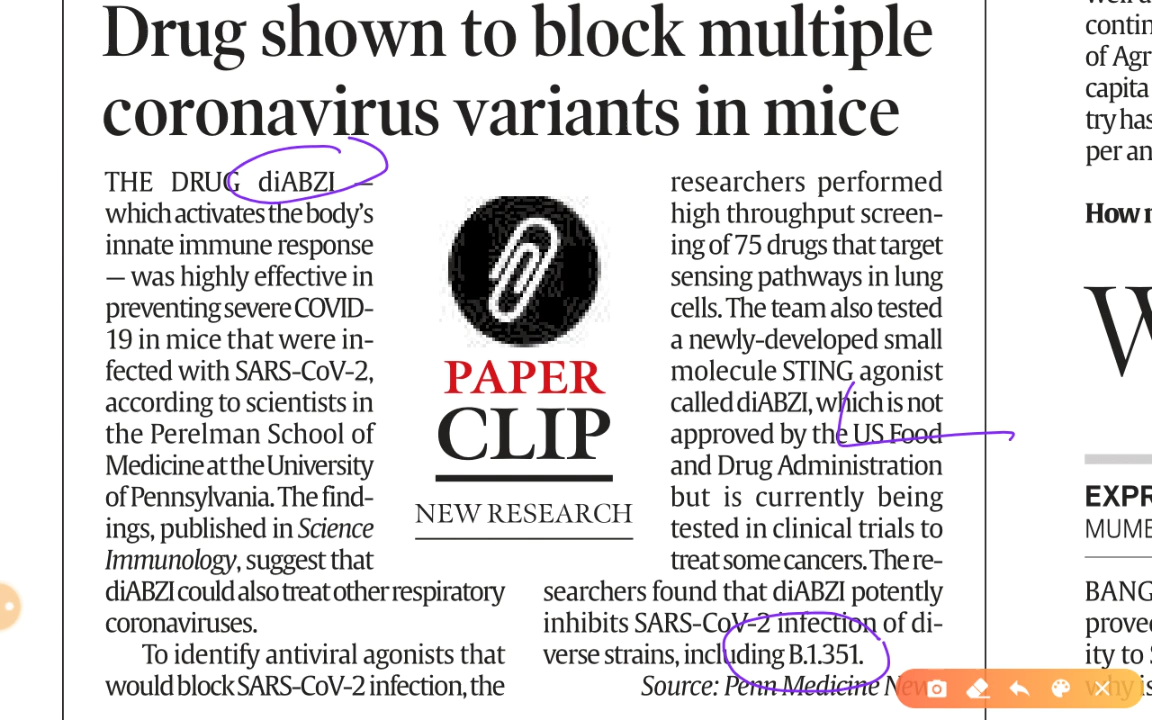 Drug shown to block multiple
coronavirus variants in mice
THE DRUG diABZI —
which activates the body's
innate immune response
— was highly effective in
preventing severe COVID-
19 in mice that were in-
fected with SARS-CoV-2,
according to scientists in
the Perelman School of
Medicine at the University
of Pennsylvania. The find-
ings, published in Science
Immunology, suggest that
diABZI could also treat other respiratory
coronaviruses.
To identify antiviral agonists that
would block SARS-CoV-2 infection, the
PAPER
CLIP
NEW RESEARCH
researchers performed
high throughput screen-
ing of 75 drugs that target
sensing pathways in lung
cells. The team also tested
a newly-developed small
molecule STING agonist
called diABZI, which is not
approved by the US Food
and Drug Administration
but is currently being
tested in clinical trials to
treat some cancers. The re-
searchers found that diABZI potently
inhibits SARS-CoV-2 infection of di-
verse strains, including B.1.351.
Source: Penn Medicine News
contin
of Agr
capita
try has
per an
How
W
EXPR
MUMB
BANG
prove
ity to
why is